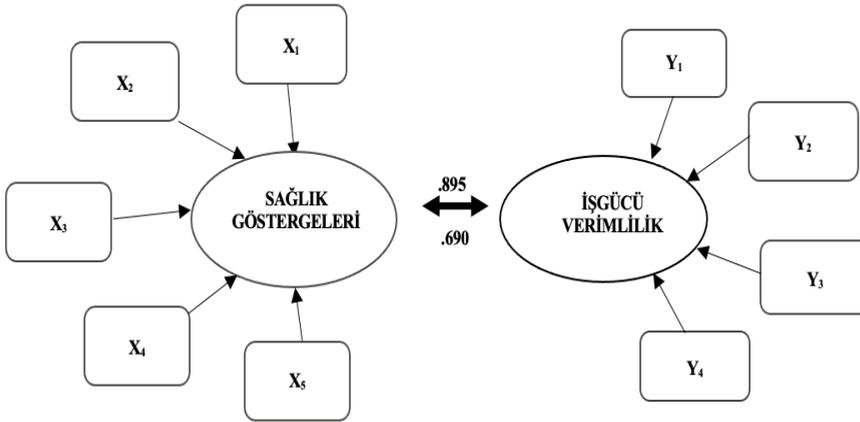 X₁
X₂
X₃
X₄
X₅
SAĞLIK
GÖSTERGELERİ
.895
.690
İŞGÜCÜ
VERİMLİLİK
Y₁
Y₂
Y₃
Y₄